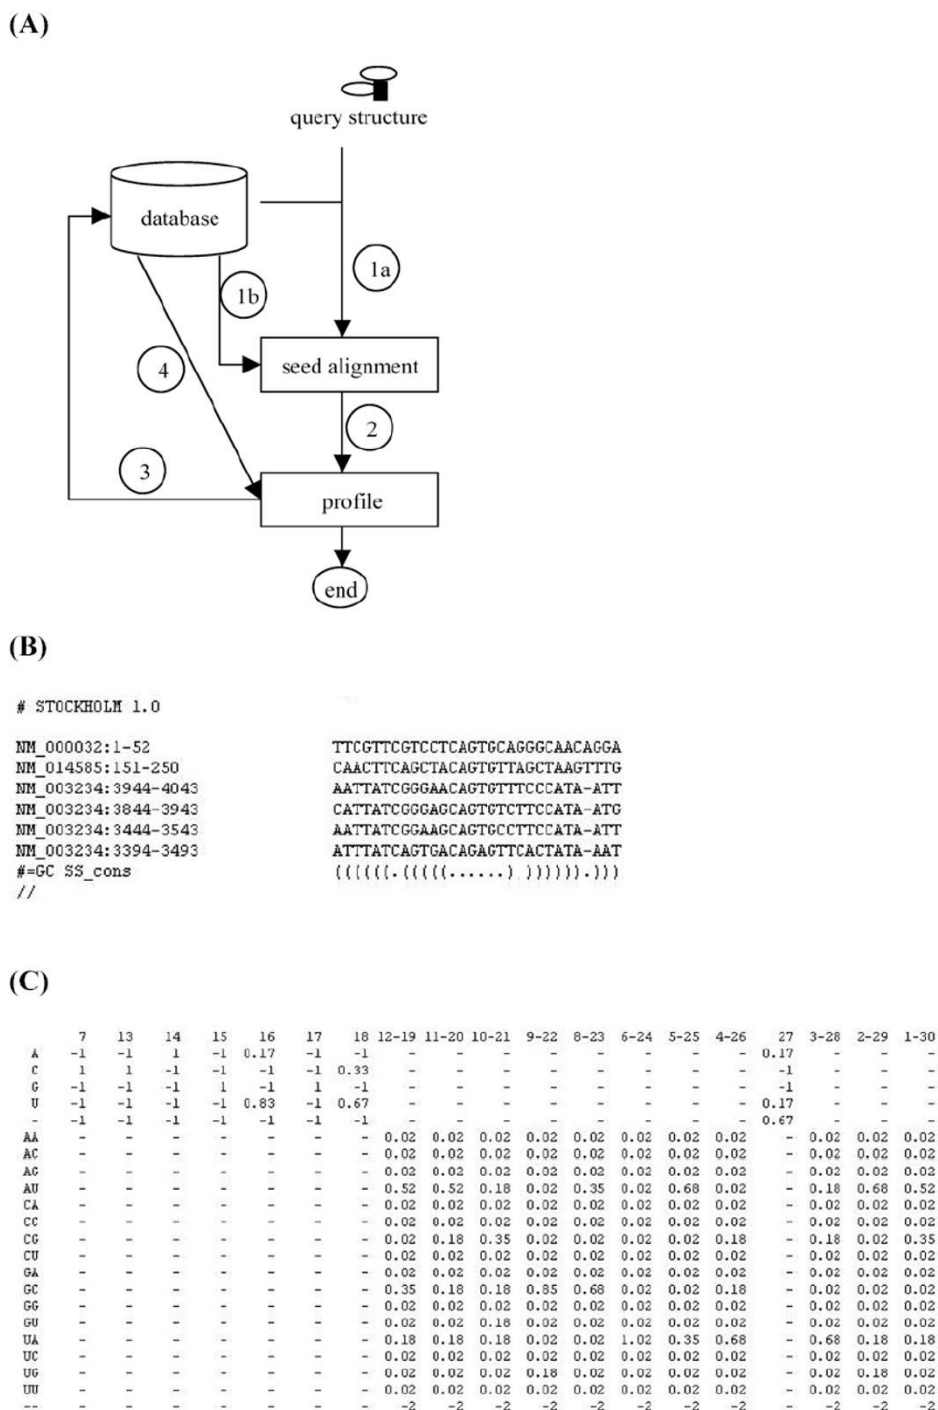 (A)
query structure
database
1a
1b
seed alignment
4
2
3
profile
end
(B)
# STOCKHOLM 1.0
NM_000032:1-52 TTCGTTCGTCCTCAGTGCAGGGCAACAGGA
NM_014585:151-250 CAACTTCAGCTACAGTGTTAGCTAAGTTTG
NM_003234:3944-4043 AATTATCGGGAACAGTGTTTCCCATA-ATT
NM_003234:3844-3943 CATTATCGGGAGCAGTGTCTTCCATA-ATG
NM_003234:3444-3543 AATTATCGGAAGCAGTGCCTTCCATA-ATT
NM_003234:3394-3493 ATTTATCAGTGACAGAGTTCACTATA-AAT
#=GC SS_cons ((((((.(((((......) )))))).)))
//
(C)
7 13 14 15 16 17 18 12-19 11-20 10-21 9-22 8-23 6-24 5-25 4-26 27 3-28 2-29 1-30
A -1 -1 1 -1 0.17 -1 -1 - - - - - - - - 0.17 - - -
C 1 1 -1 -1 -1 -1 0.33 - - - - - - - - -1 - - -
G -1 -1 -1 1 -1 1 -1 - - - - - - - - -1 - - -
U -1 -1 -1 -1 0.83 -1 0.67 - - - - - - - - 0.17 - - -
- -1 -1 -1 -1 -1 -1 -1 - - - - - - - - 0.67 - - -
AA - - - - - - - 0.02 0.02 0.02 0.02 0.02 0.02 0.02 0.02 - 0.02 0.02 0.02
AC - - - - - - - 0.02 0.02 0.02 0.02 0.02 0.02 0.02 0.02 - 0.02 0.02 0.02
AG - - - - - - - 0.02 0.02 0.02 0.02 0.02 0.02 0.02 0.02 - 0.02 0.02 0.02
AU - - - - - - - 0.52 0.52 0.18 0.02 0.35 0.02 0.68 0.02 - 0.18 0.68 0.52
CA - - - - - - - 0.02 0.02 0.02 0.02 0.02 0.02 0.02 0.02 - 0.02 0.02 0.02
CC - - - - - - - 0.02 0.02 0.02 0.02 0.02 0.02 0.02 0.02 - 0.02 0.02 0.02
CG - - - - - - - 0.02 0.18 0.35 0.02 0.02 0.02 0.02 0.18 - 0.18 0.02 0.35
CU - - - - - - - 0.02 0.02 0.02 0.02 0.02 0.02 0.02 0.02 - 0.02 0.02 0.02
GA - - - - - - - 0.02 0.02 0.02 0.02 0.02 0.02 0.02 0.02 - 0.02 0.02 0.02
GC - - - - - - - 0.35 0.18 0.18 0.85 0.68 0.02 0.02 0.18 - 0.02 0.02 0.02
GG - - - - - - - 0.02 0.02 0.02 0.02 0.02 0.02 0.02 0.02 - 0.02 0.02 0.02
GU - - - - - - - 0.02 0.02 0.18 0.02 0.02 0.02 0.02 0.02 - 0.02 0.02 0.02
UA - - - - - - - 0.18 0.18 0.18 0.02 0.02 1.02 0.35 0.68 - 0.68 0.18 0.18
UC - - - - - - - 0.02 0.02 0.02 0.02 0.02 0.02 0.02 0.02 - 0.02 0.02 0.02
UG - - - - - - - 0.02 0.02 0.02 0.18 0.02 0.02 0.02 0.02 - 0.02 0.18 0.02
UU - - - - - - - 0.02 0.02 0.02 0.02 0.02 0.02 0.02 0.02 - 0.02 0.02 0.02
-- - - - - - - - -2 -2 -2 -2 -2 -2 -2 -2 - -2 -2 -2